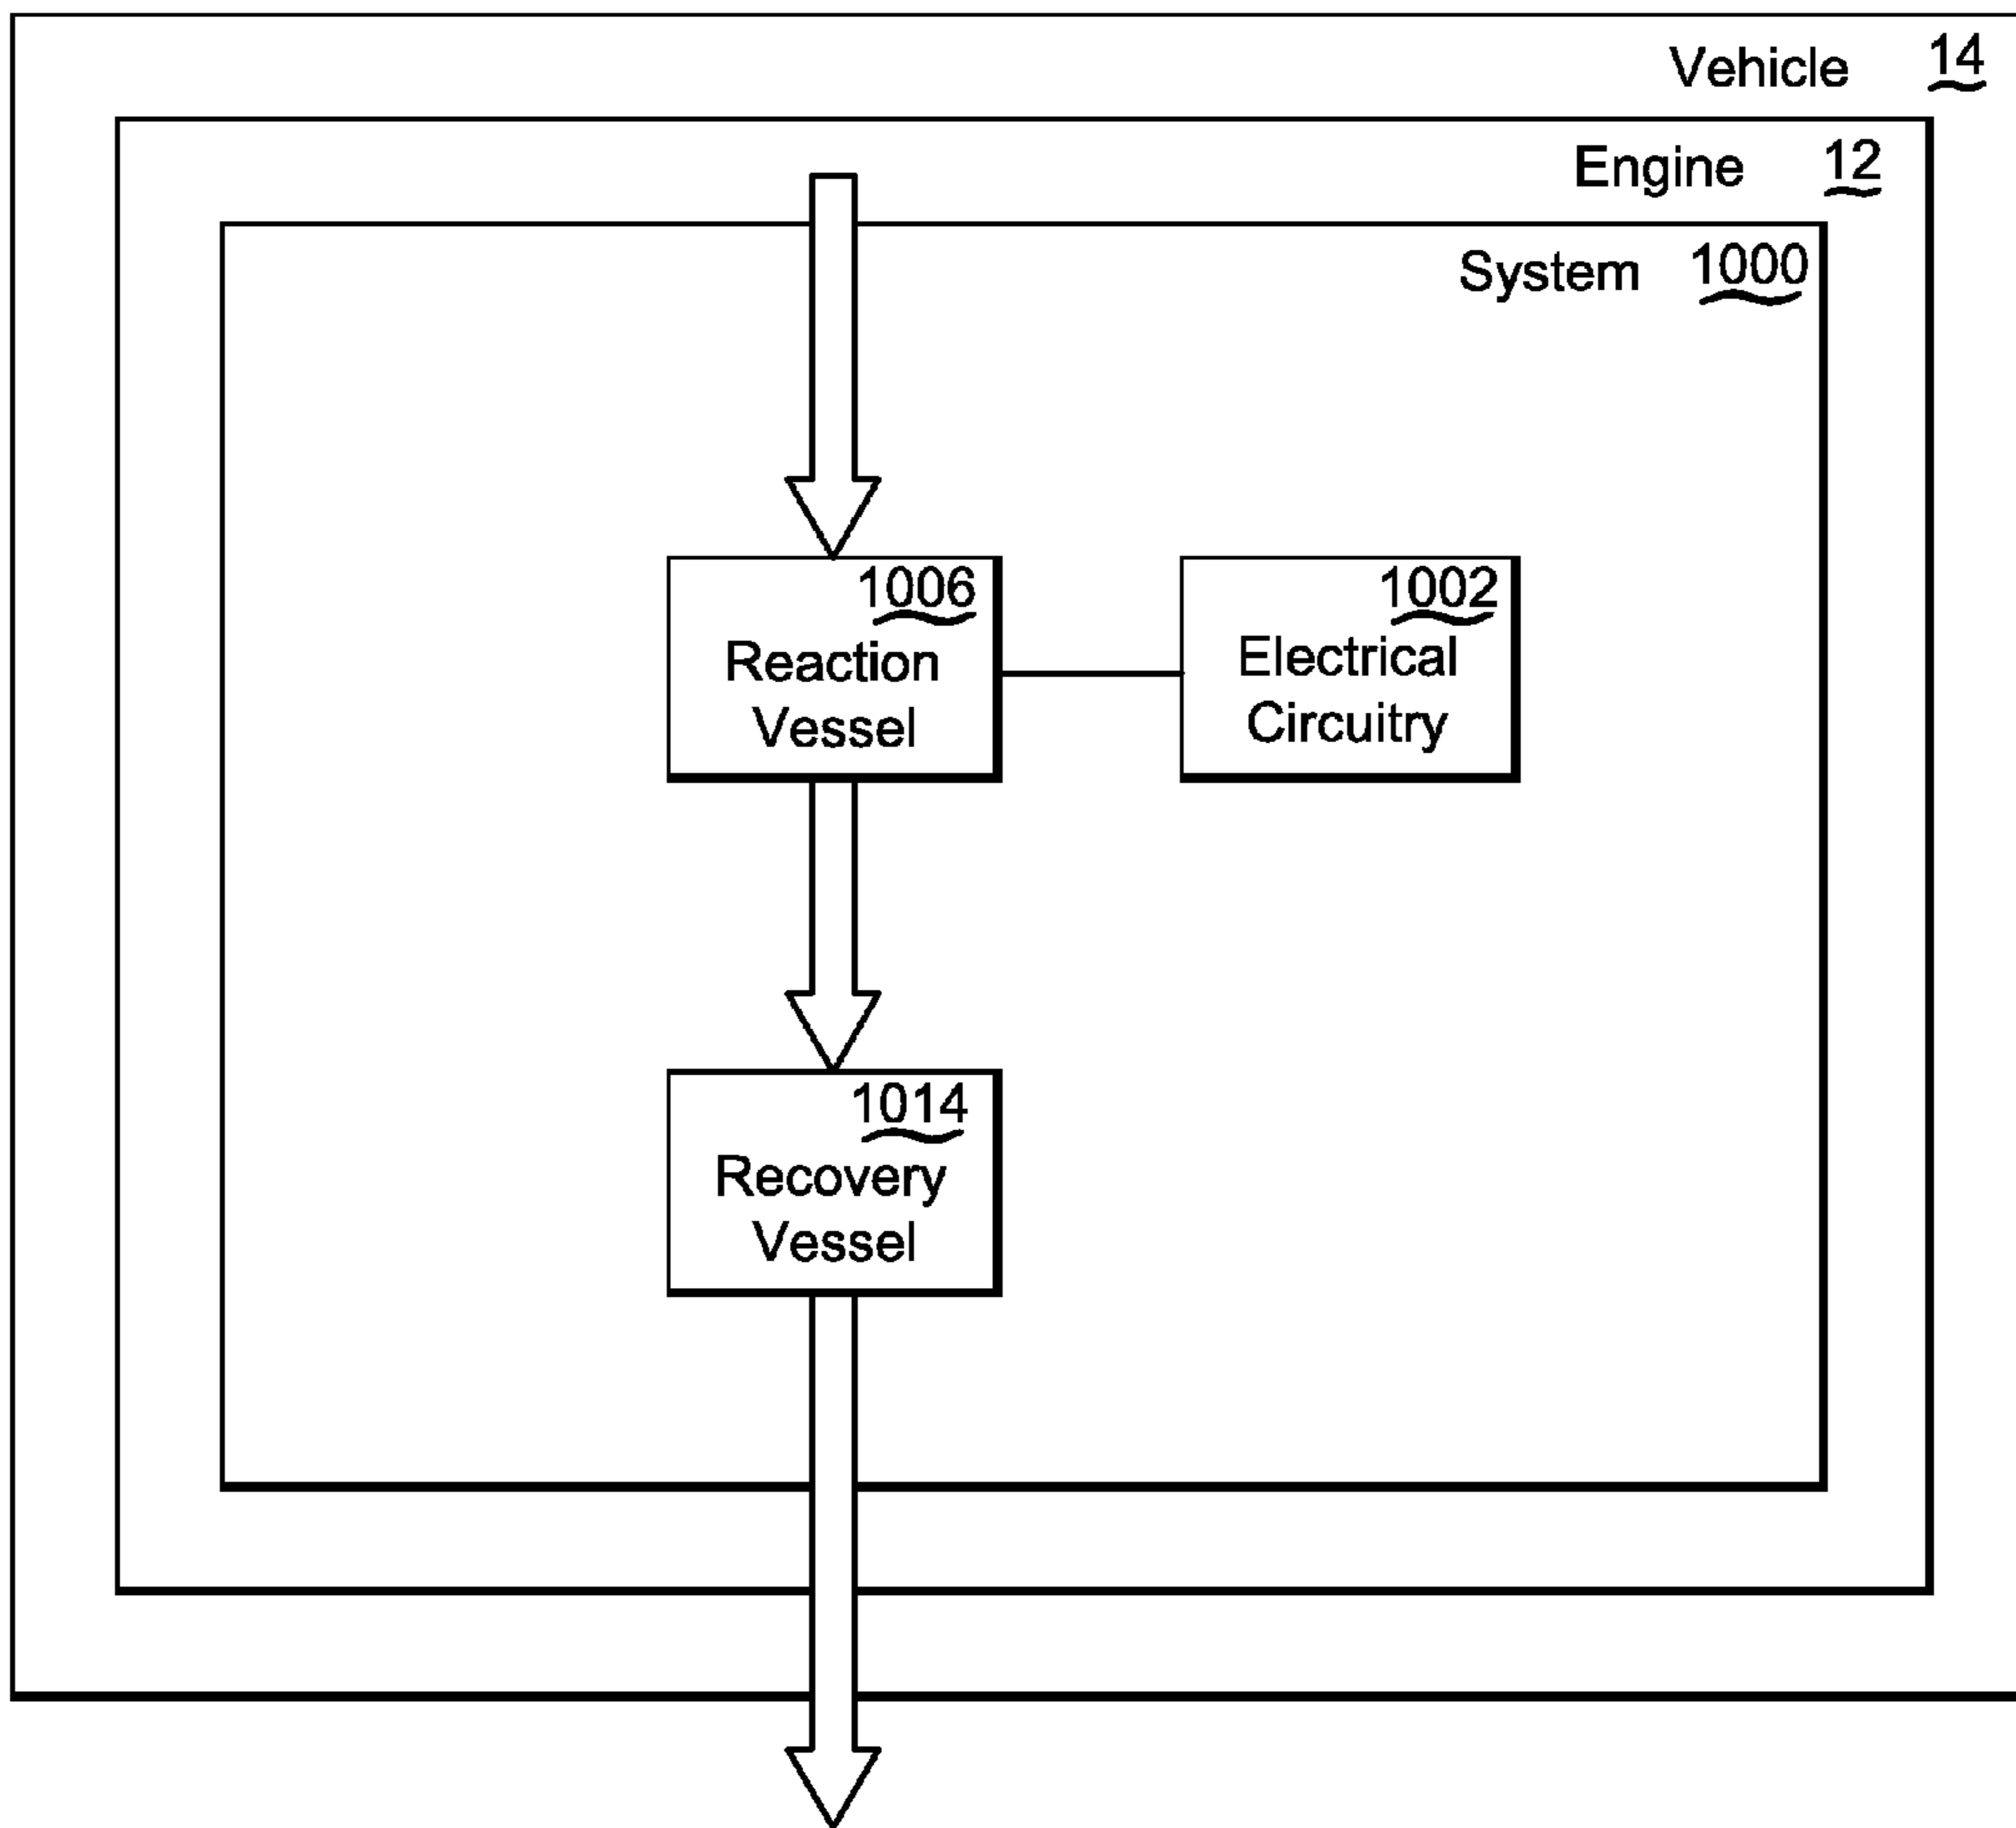 Vehicle 14
Engine 12
System 1000
1006
Reaction
Vessel
1002
Electrical
Circuitry
1014
Recovery
Vessel